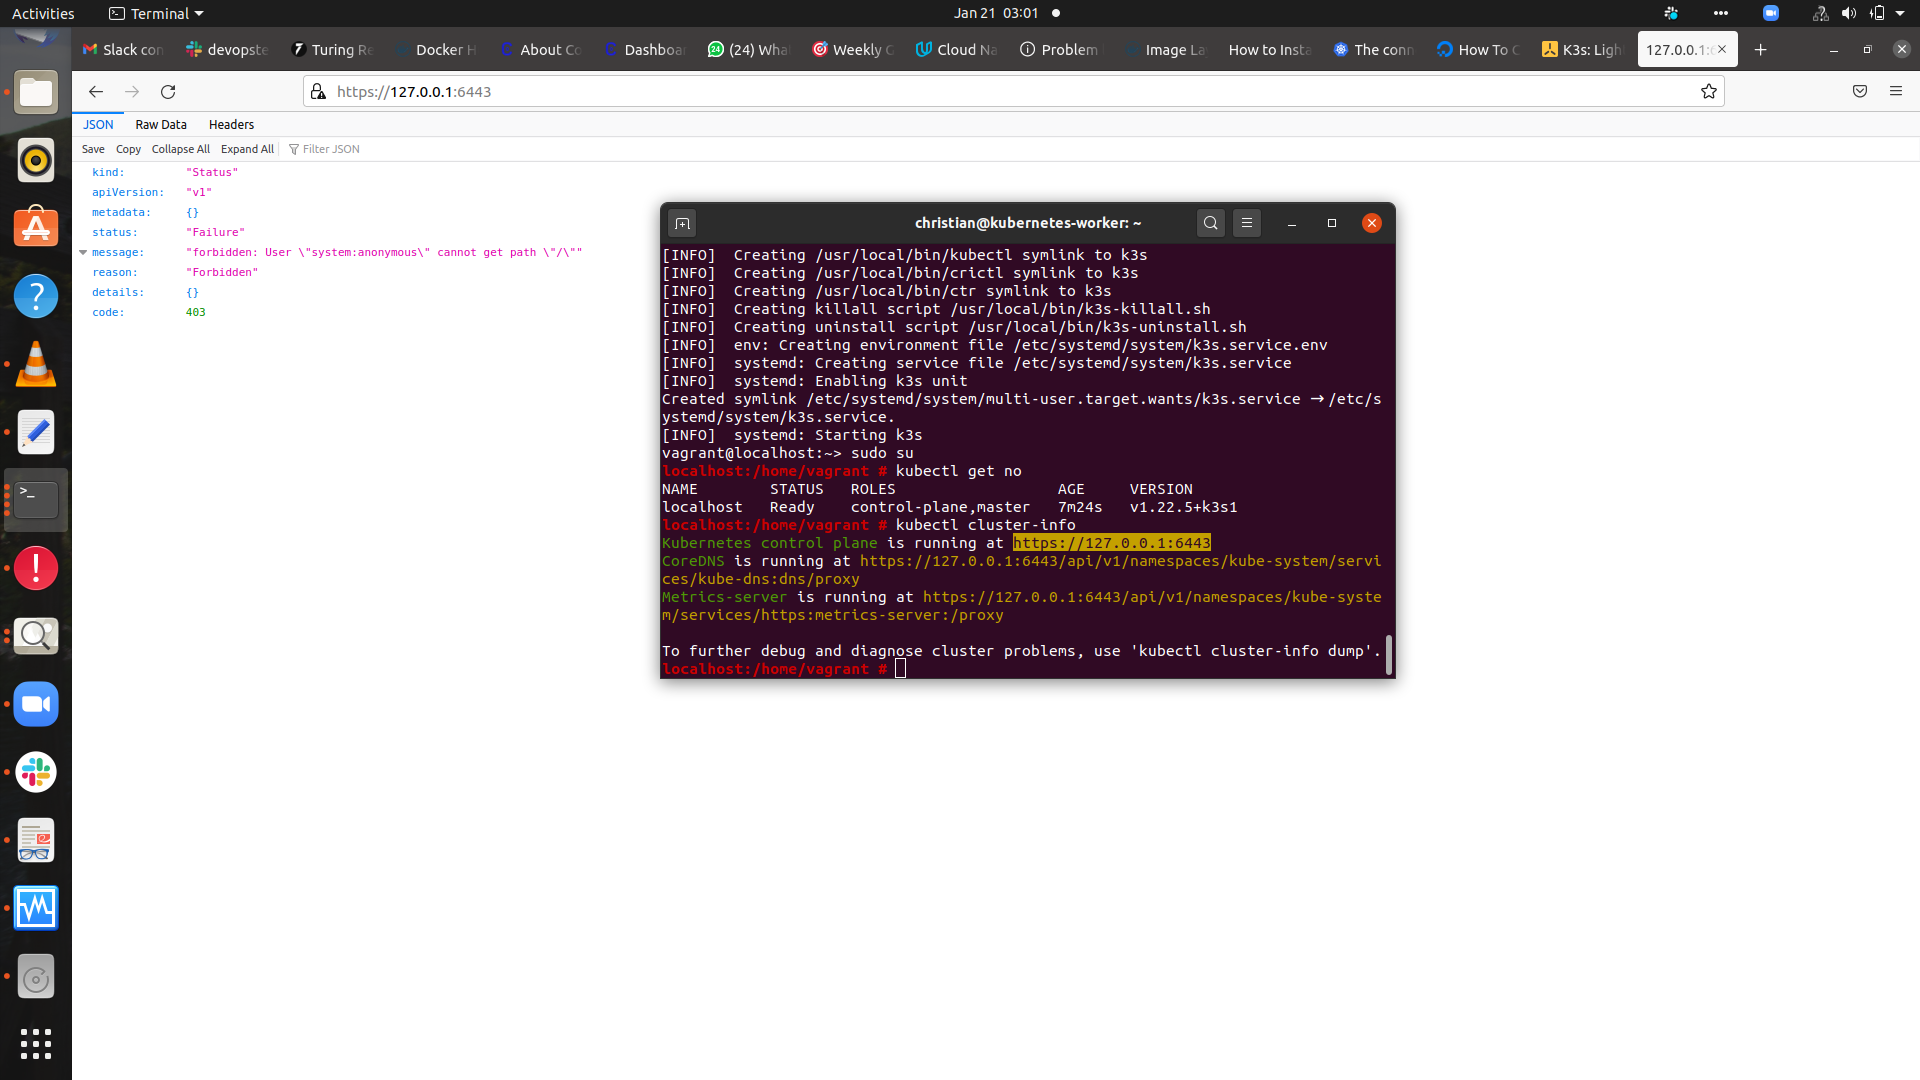 Activities
Terminal
Jan 21 03:01
Slack con
devopste
Turing Re
Docker H
About Co
Dashboar
(24) Wha
Weekly C
Cloud Na
Problem
Image La
How to Insta
The conn
How To C
K3s: Ligh
127.0.0.1:6
https://127.0.0.1:6443
JSON
Raw Data
Headers
Save
Copy
Collapse All
Expand All
Filter JSON
kind: "Status"
apiVersion: "v1"
metadata: {}
status: "Failure"
message: "forbidden: User \"system:anonymous\" cannot get path \"/\""
reason: "Forbidden"
details: {}
code: 403
christian@kubernetes-worker: ~
[INFO]  Creating /usr/local/bin/kubectl symlink to k3s
[INFO]  Creating /usr/local/bin/crictl symlink to k3s
[INFO]  Creating /usr/local/bin/ctr symlink to k3s
[INFO]  Creating killall script /usr/local/bin/k3s-killall.sh
[INFO]  Creating uninstall script /usr/local/bin/k3s-uninstall.sh
[INFO]  env: Creating environment file /etc/systemd/system/k3s.service.env
[INFO]  systemd: Creating service file /etc/systemd/system/k3s.service
[INFO]  systemd: Enabling k3s unit
Created symlink /etc/systemd/system/multi-user.target.wants/k3s.service → /etc/s
ystemd/system/k3s.service.
[INFO]  systemd: Starting k3s
vagrant@localhost:~> sudo su
localhost:/home/vagrant # kubectl get no
NAME        STATUS   ROLES                  AGE     VERSION
localhost   Ready    control-plane,master   7m24s   v1.22.5+k3s1
localhost:/home/vagrant # kubectl cluster-info
Kubernetes control plane is running at https://127.0.0.1:6443
CoreDNS is running at https://127.0.0.1:6443/api/v1/namespaces/kube-system/servi
ces/kube-dns:dns/proxy
Metrics-server is running at https://127.0.0.1:6443/api/v1/namespaces/kube-syste
m/services/https:metrics-server:/proxy
To further debug and diagnose cluster problems, use 'kubectl cluster-info dump'.
localhost:/home/vagrant #